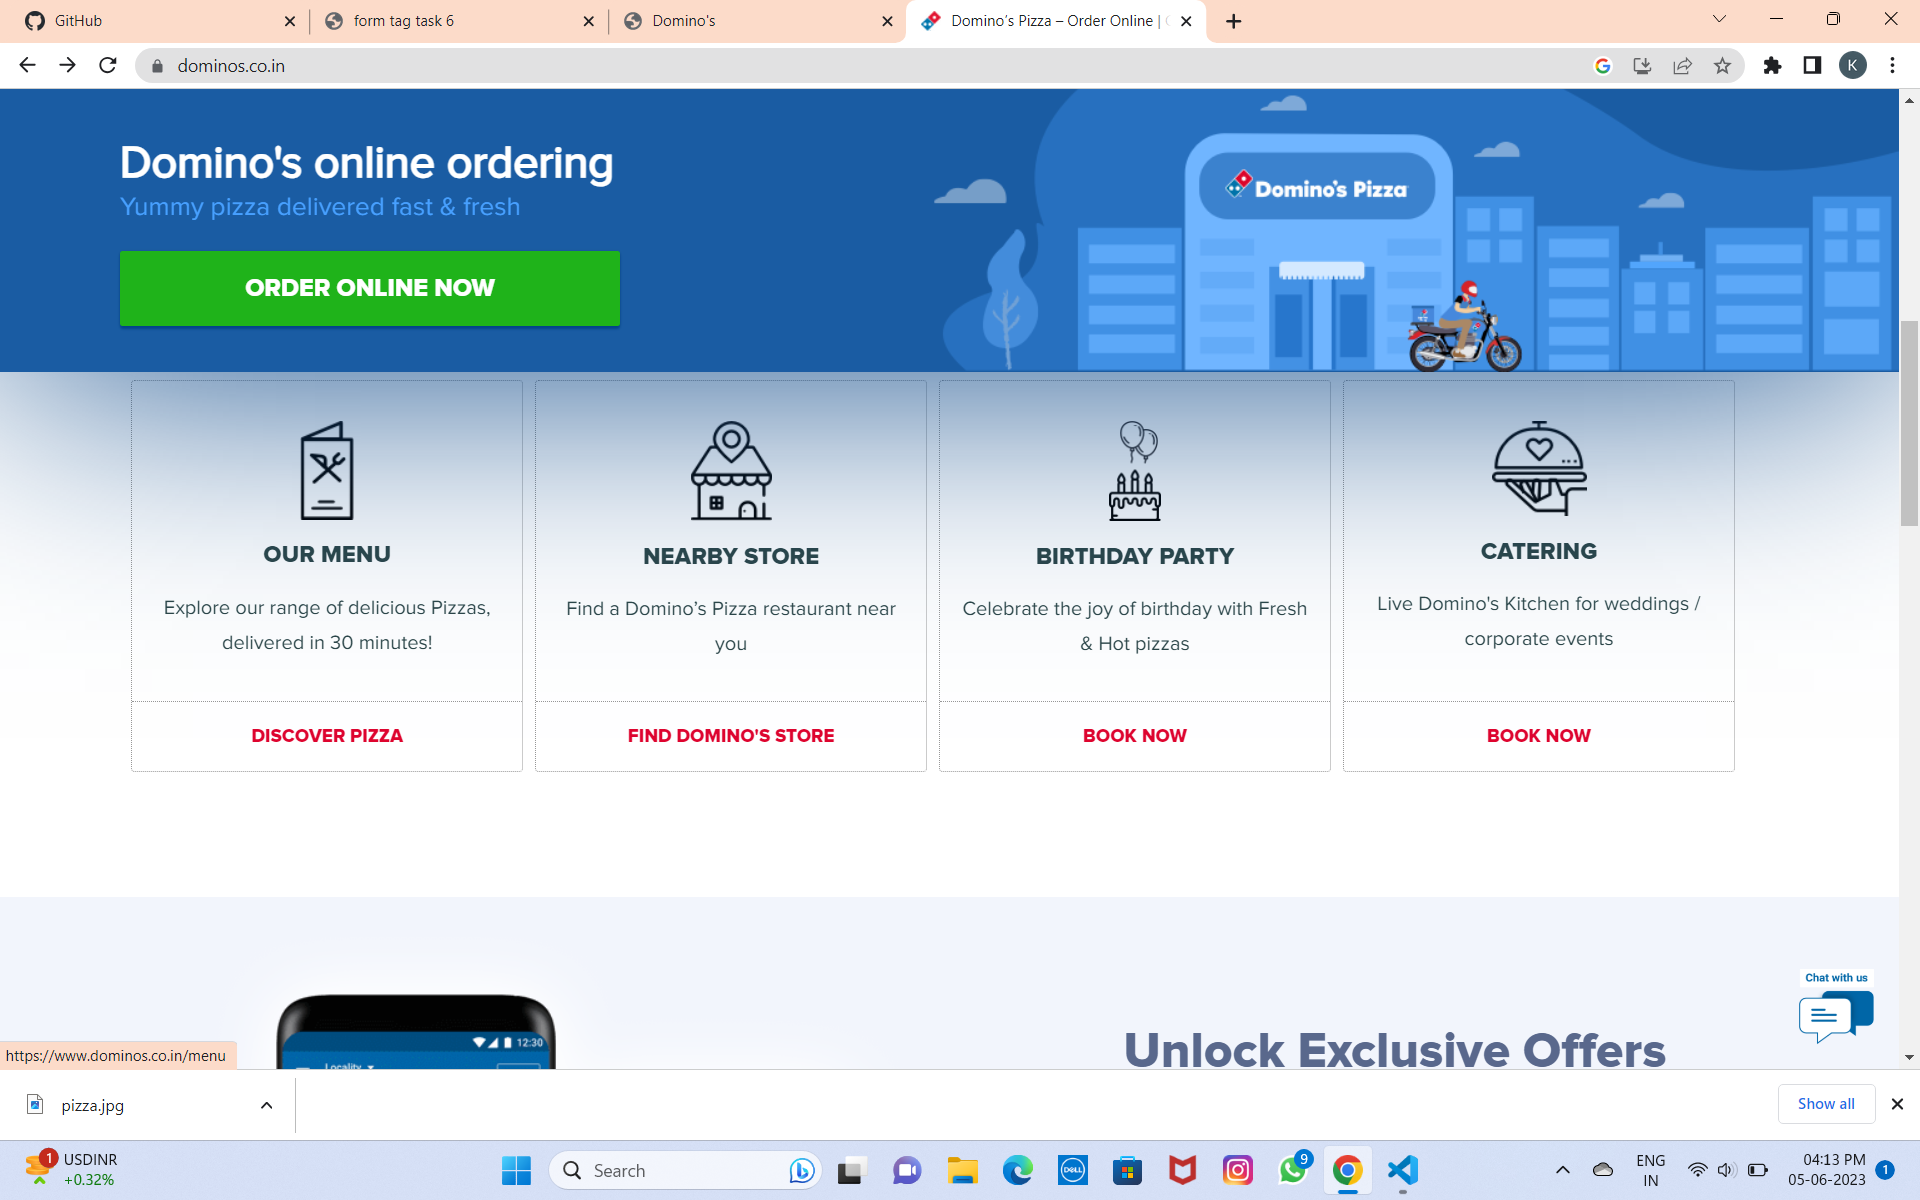 GitHub
form tag task 6
Domino's
Domino's Pizza – Order Online |
dominos.co.in
K
Domino's online ordering
Yummy pizza delivered fast & fresh
ORDER ONLINE NOW
Domino's Pizza
OUR MENU
Explore our range of delicious Pizzas,
delivered in 30 minutes!
DISCOVER PIZZA
NEARBY STORE
Find a Domino's Pizza restaurant near
you
FIND DOMINO'S STORE
BIRTHDAY PARTY
Celebrate the joy of birthday with Fresh
& Hot pizzas
BOOK NOW
CATERING
Live Domino's Kitchen for weddings /
corporate events
BOOK NOW
Chat with us
12:30
Locality
Unlock Exclusive Offers
https://www.dominos.co.in/menu
pizza.jpg
Show all
1
USDINR
+0.32%
Search
DELL
9
ENG
IN
04:13 PM
05-06-2023
1